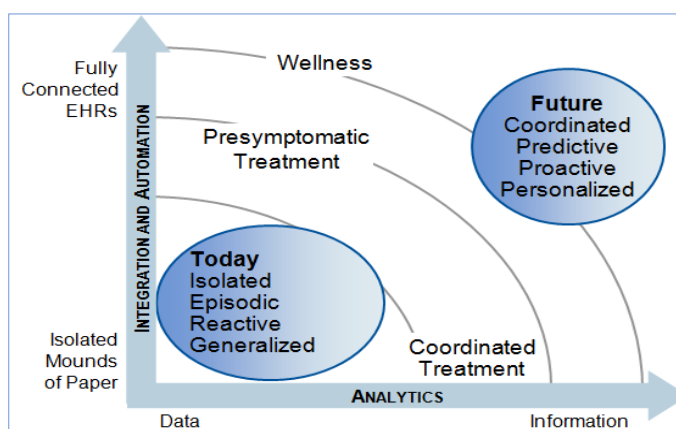 Fully
Connected
EHRs
Isolated
Mounds
of Paper
INTEGRATION AND AUTOMATION
Wellness
Presymptomatic
Treatment
Coordinated
Treatment
Future
Coordinated
Predictive
Proactive
Personalized
Today
Isolated
Episodic
Reactive
Generalized
ANALYTICS
Data
Information